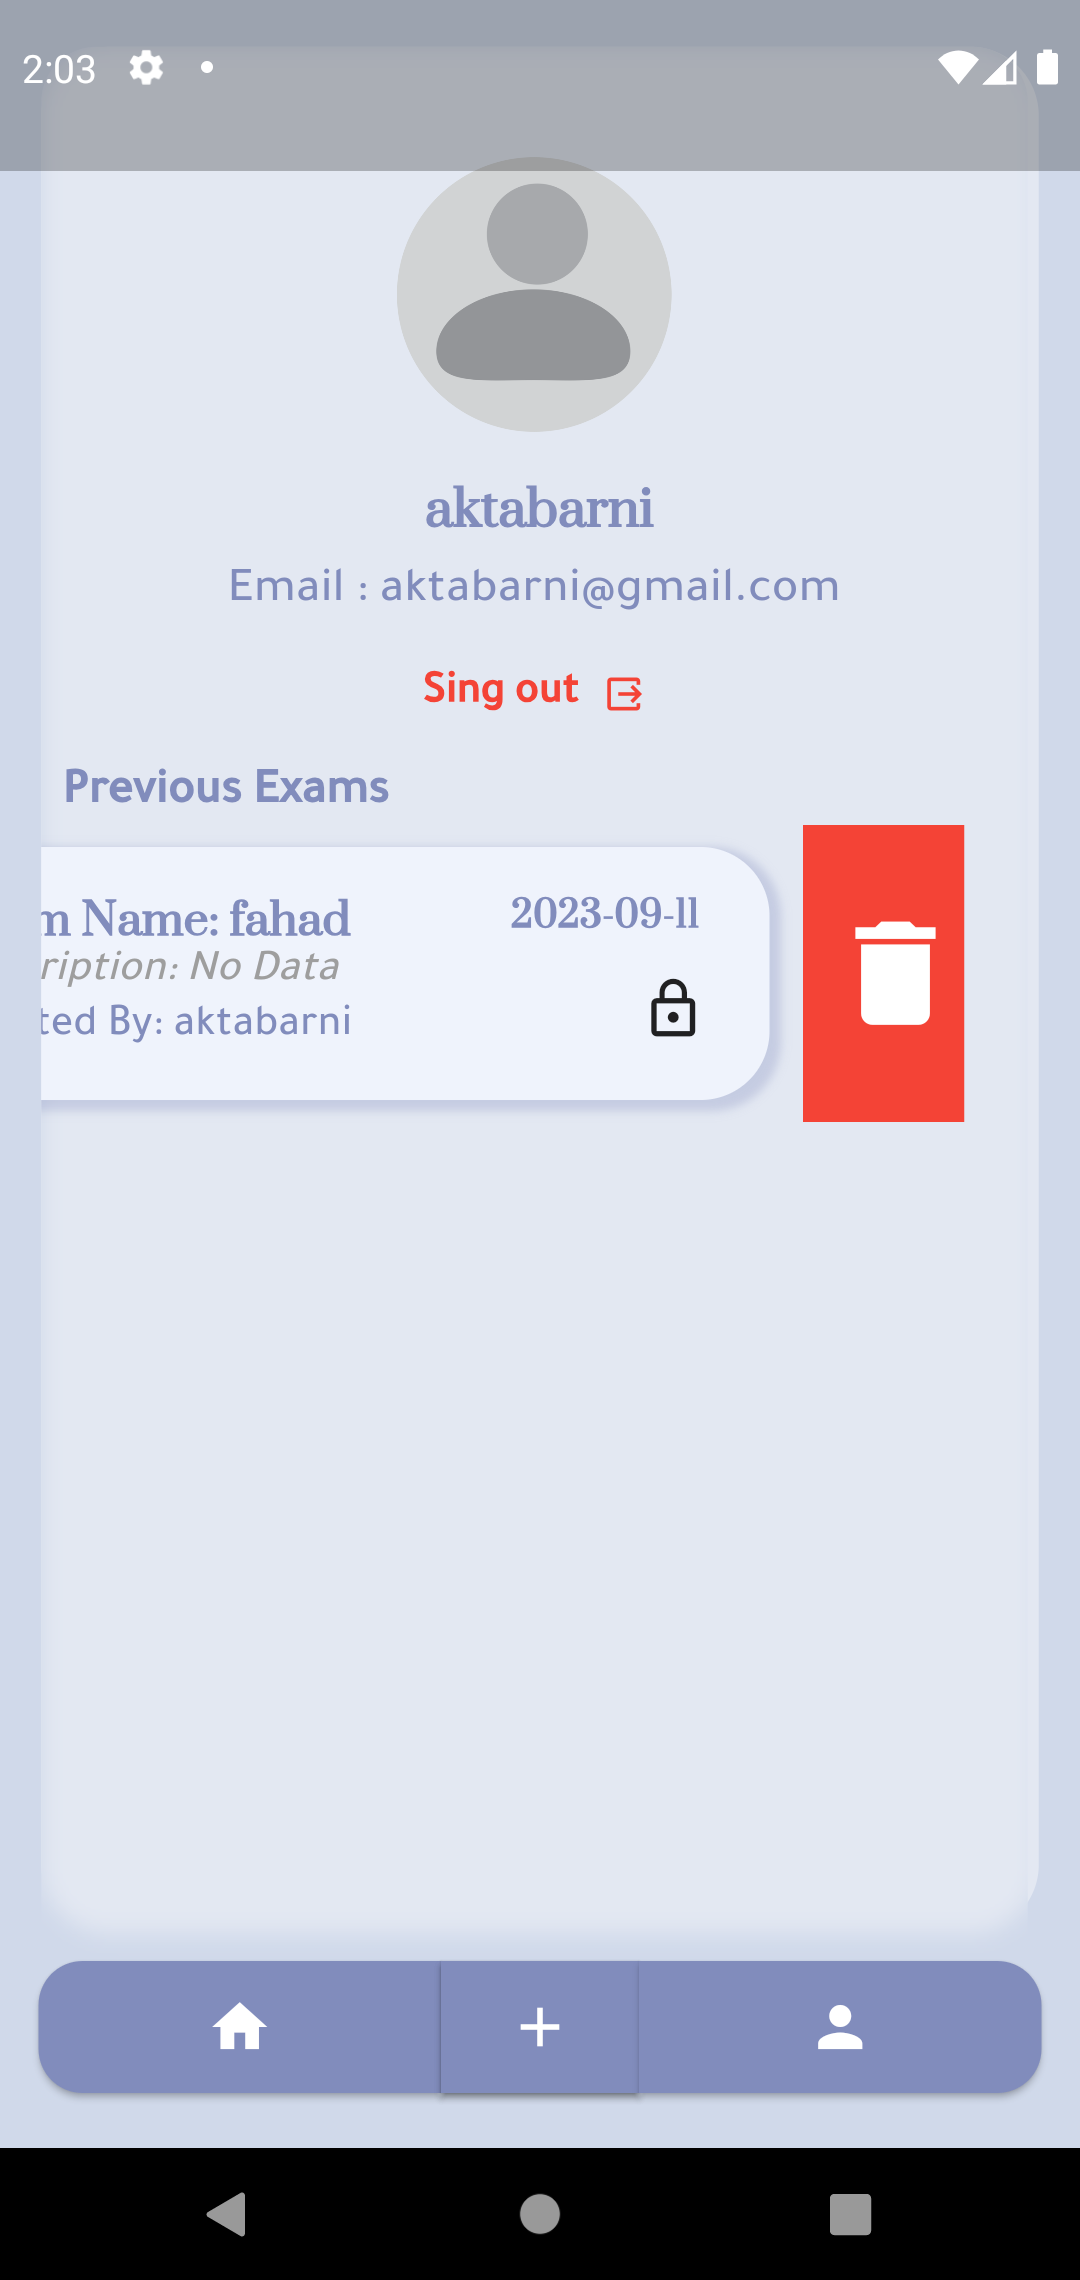 2:03
aktabarni
Email : aktabarni@gmail.com
Sing out
Previous Exams
m Name: fahad
2023-09-11
ription: No Data
ted By: aktabarni